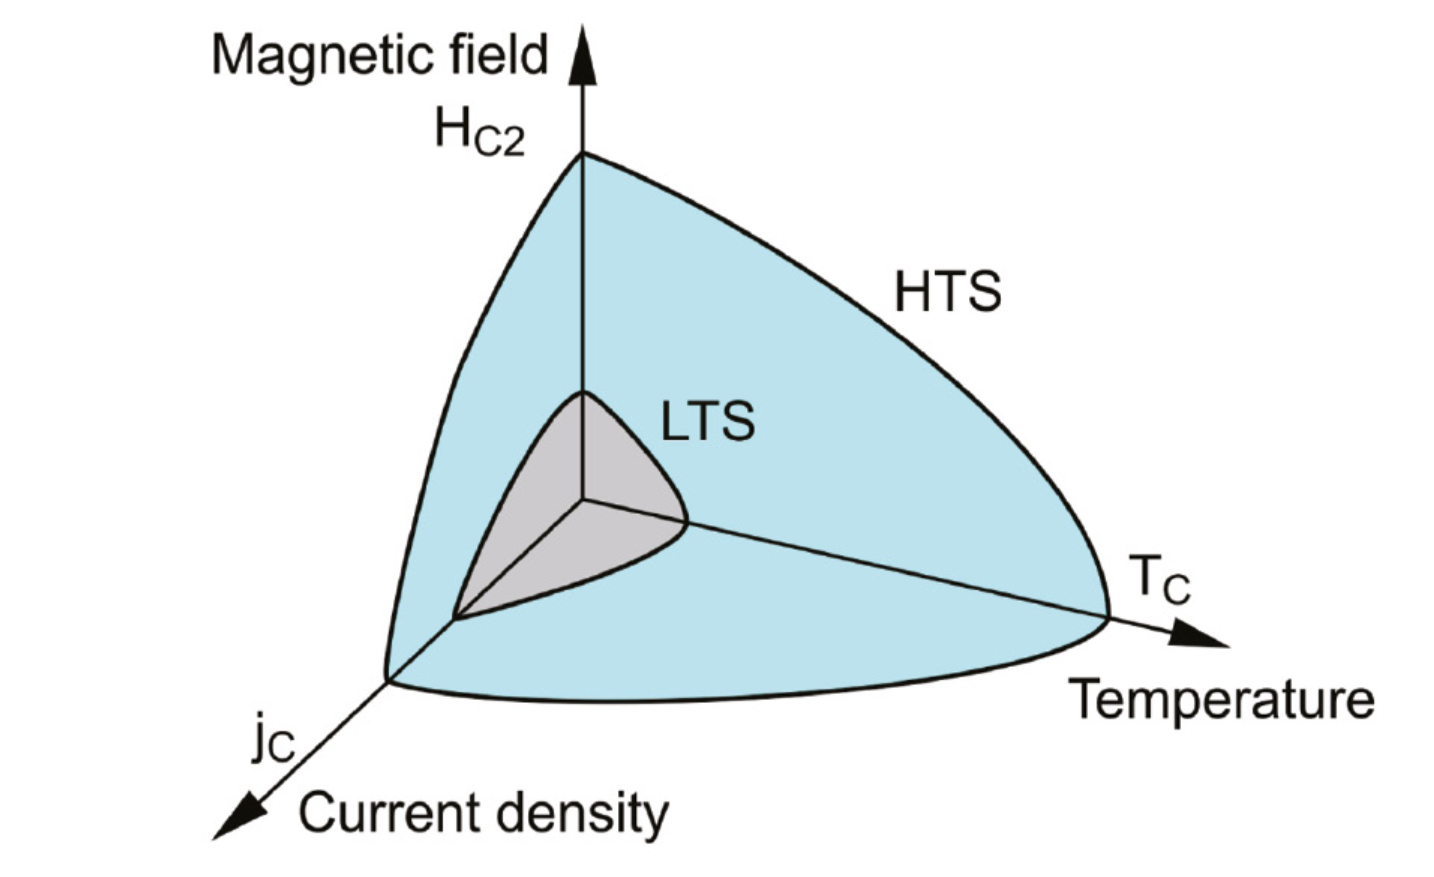 Magnetic field
HC2
HTS
LTS
TC
Temperature
jC
Current density